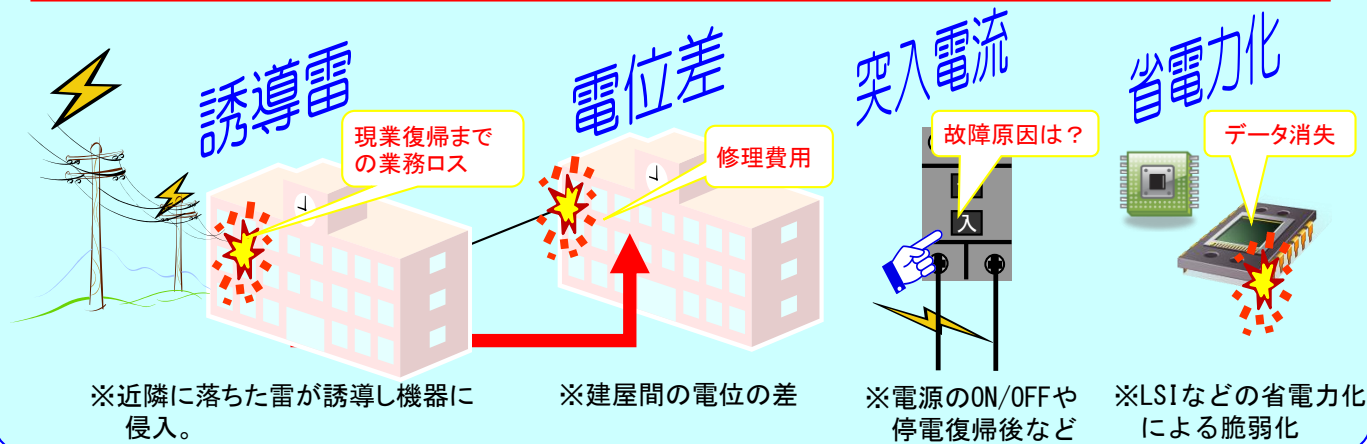 誘導雷
電位差
突入電流
省電力化
現業復帰まで
の業務ロス
修理費用
故障原因は？
データ消失
入
※近隣に落ちた雷が誘導し機器に
侵入。
※建屋間の電位の差
※電源のON/OFFや
停電復帰後など
※LSIなどの省電力化
による脆弱化